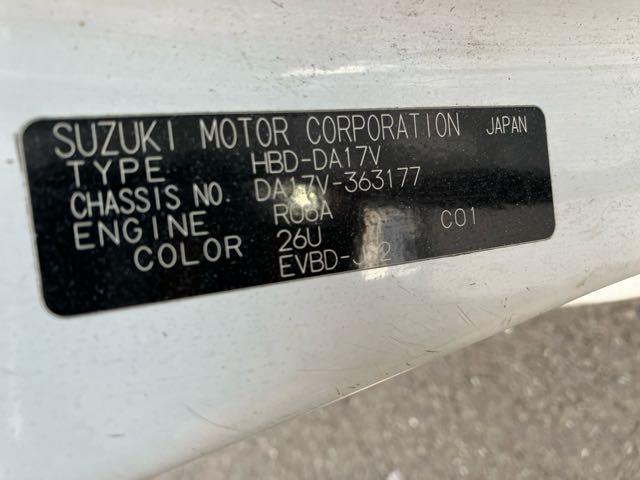 SUZUKI MOTOR CORPORATION JAPAN
TYPE HBD-DA17V
CHASSIS NO. DA17V-363177
ENGINE R06A
COLOR 26U C01